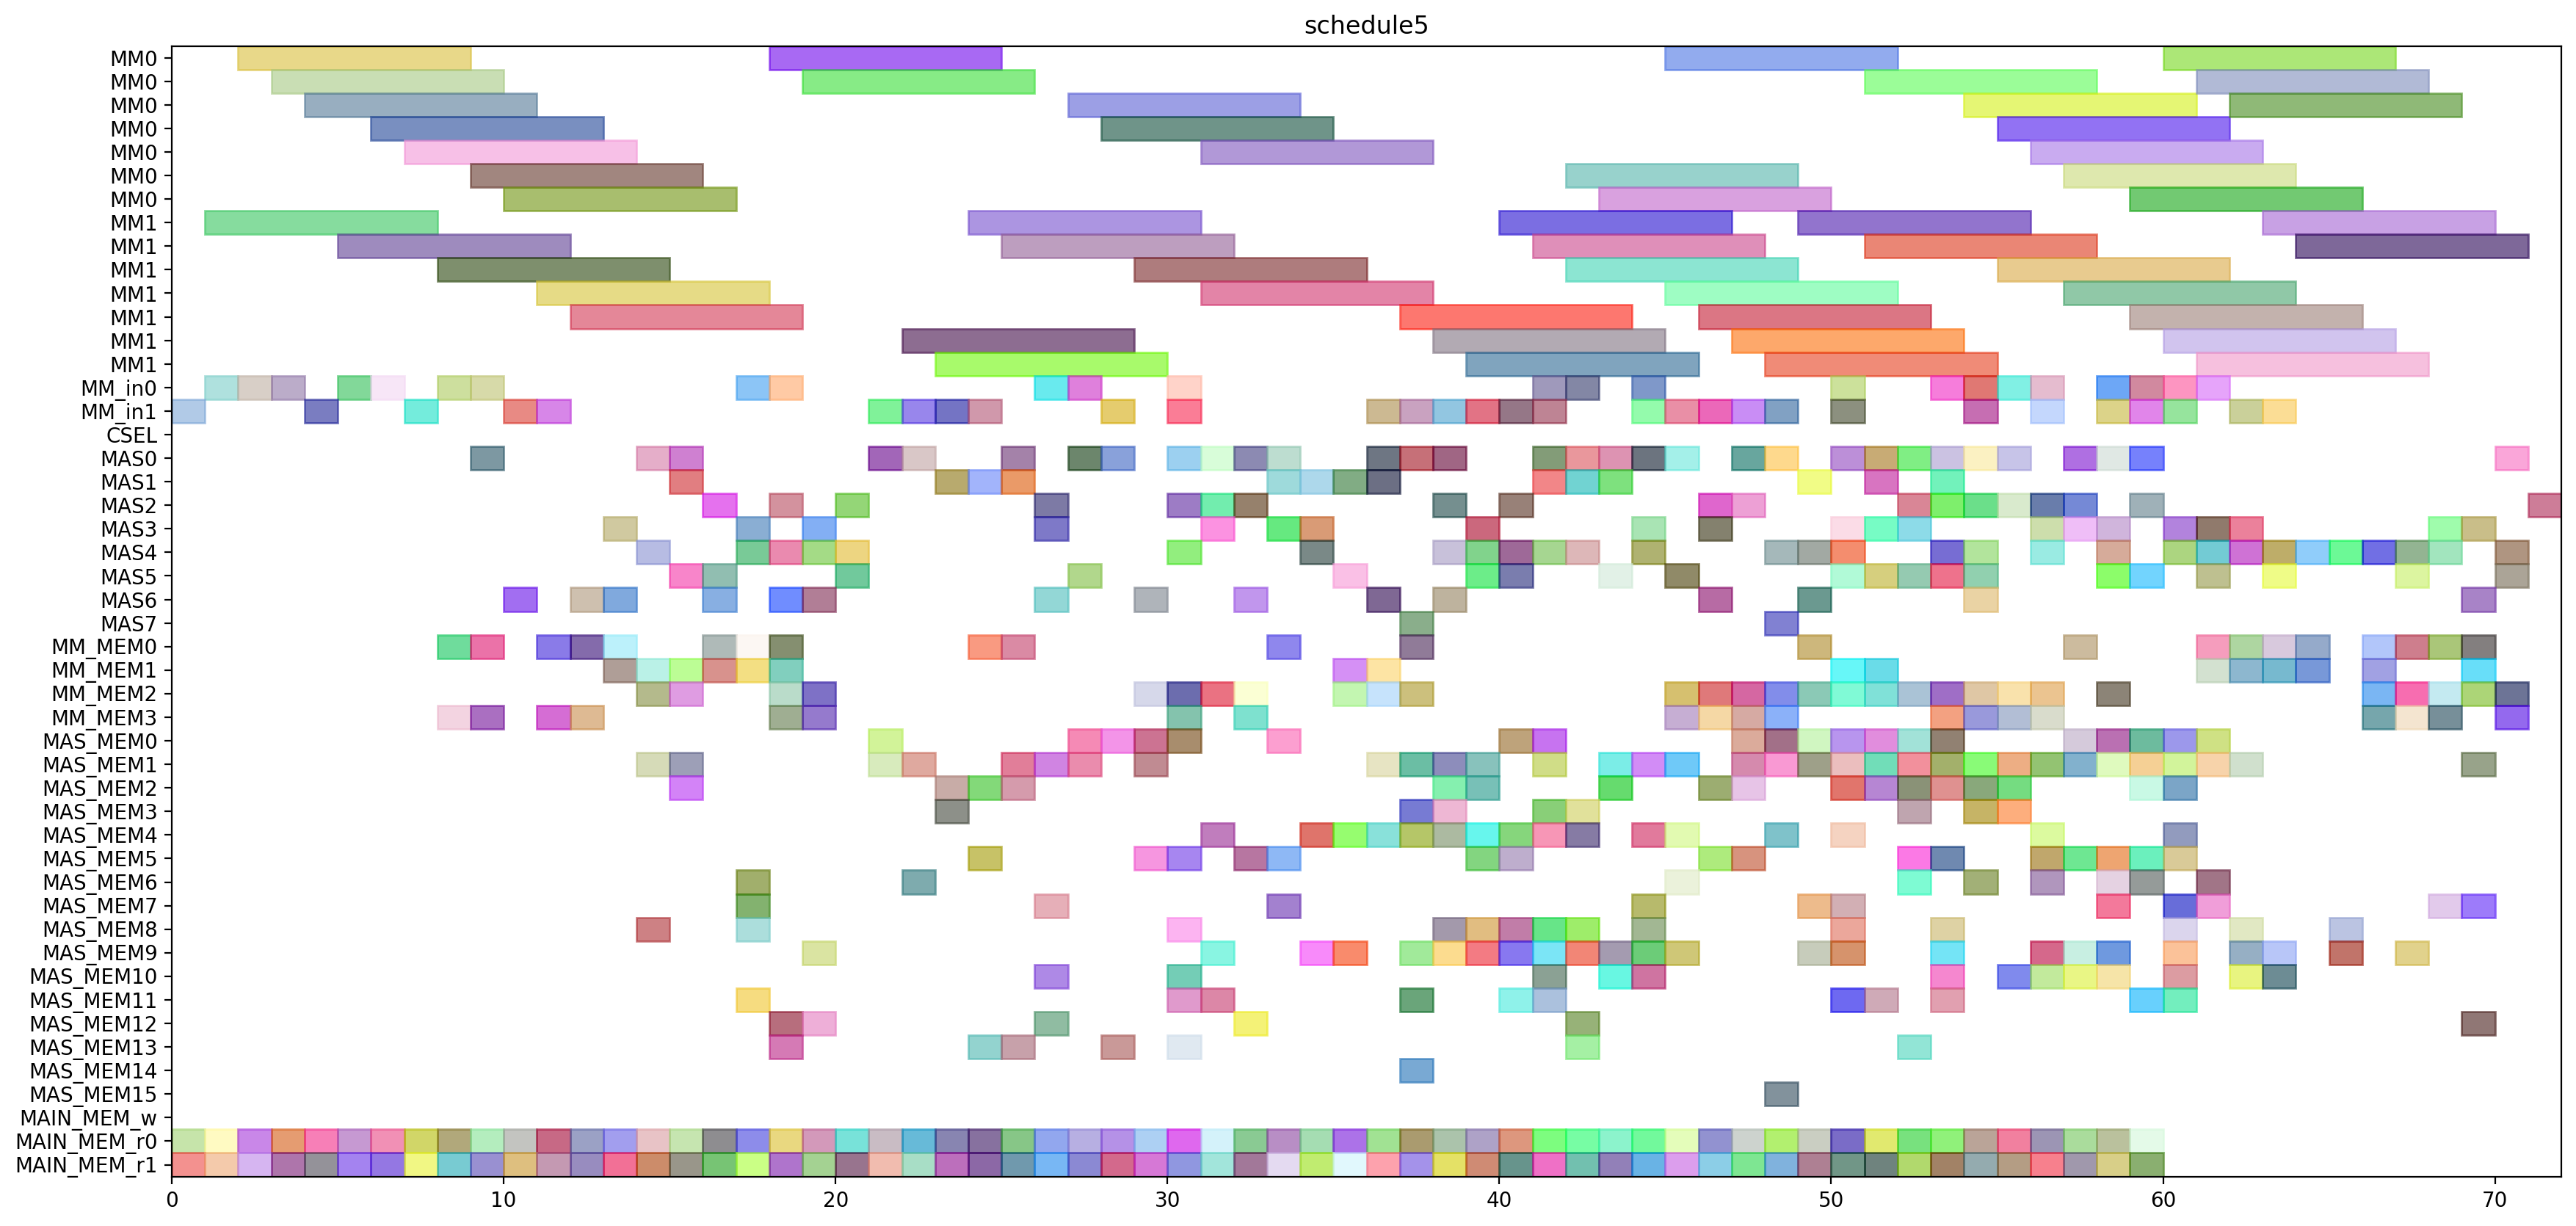 schedule5
MM0
MM0
MM0
MM0
MM0
MM0
MM0
MM1
MM1
MM1
MM1
MM1
MM1
MM1
MM_in0
MM_in1
CSEL
MAS0
MAS1
MAS2
MAS3
MAS4
MAS5
MAS6
MAS7
MM_MEM0
MM_MEM1
MM_MEM2
MM_MEM3
MAS_MEM0
MAS_MEM1
MAS_MEM2
MAS_MEM3
MAS_MEM4
MAS_MEM5
MAS_MEM6
MAS_MEM7
MAS_MEM8
MAS_MEM9
MAS_MEM10
MAS_MEM11
MAS_MEM12
MAS_MEM13
MAS_MEM14
MAS_MEM15
MAIN_MEM_w
MAIN_MEM_r0
MAIN_MEM_r1
0 10 20 30 40 50 60 70